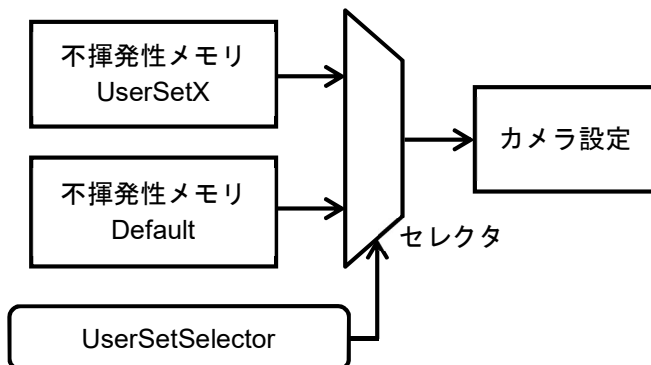 不揮発性メモリ
UserSetX
カメラ設定
不揮発性メモリ
Default
セレクタ
UserSetSelector